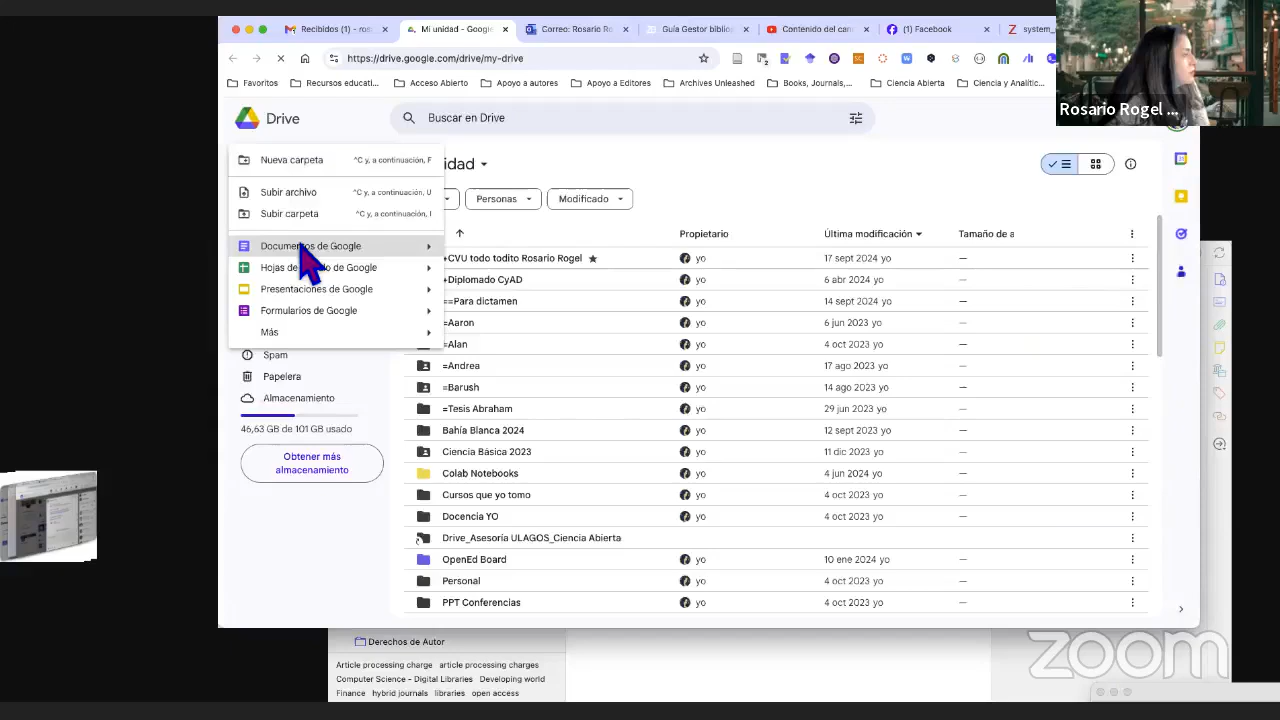 Recibidos (1) - ros
Mi unidad - Google
Correo: Rosario Ro
Guía Gestor bibliog
Contenido del can
(1) Facebook
system_
https://drive.google.com/drive/my-drive
Favoritos
Recursos educati...
Acceso Abierto
Apoyo a autores
Apoyo a Editores
Archives Unleashed
Books, Journals,...
Ciencia Abierta
Ciencia y Analític...
Rosario Rogel ...
Drive
Buscar en Drive
Nueva carpeta ^C y, a continuación, F
idad
Subir archivo ^C y, a continuación, U
Personas
Modificado
Subir carpeta ^C y, a continuación, I
Propietario
Última modificación
Tamaño de a
Documentos de Google
+CVU todo todito Rosario Rogel yo 17 sept 2024 yo —
Hojas de
o de Google
+Diplomado CyAD yo 6 abr 2024 yo —
Presentaciones de Google
==Para dictamen yo 14 sept 2024 yo —
Formularios de Google
=Aaron yo 6 jun 2023 yo —
Más
=Alan yo 4 oct 2023 yo —
Spam
=Andrea yo 17 ago 2023 yo —
Papelera
=Barush yo 14 ago 2023 yo —
Almacenamiento
=Tesis Abraham yo 29 jun 2023 yo —
46,63 GB de 101 GB usado
Bahía Blanca 2024 yo 12 sept 2023 yo —
Obtener más
almacenamiento
Ciencia Básica 2023 yo 11 dic 2023 yo —
Colab Notebooks yo 4 jun 2024 yo —
Cursos que yo tomo yo 4 oct 2023 yo —
Docencia YO yo 4 oct 2023 yo —
Drive_Asesoría ULAGOS_Ciencia Abierta —
OpenEd Board yo 10 ene 2024 yo —
Personal yo 4 oct 2023 yo —
PPT Conferencias yo 4 oct 2023 yo —
Derechos de Autor
Article processing charge article processing charges
Computer Science - Digital Libraries Developing world
Finance hybrid journals libraries open access
zoom